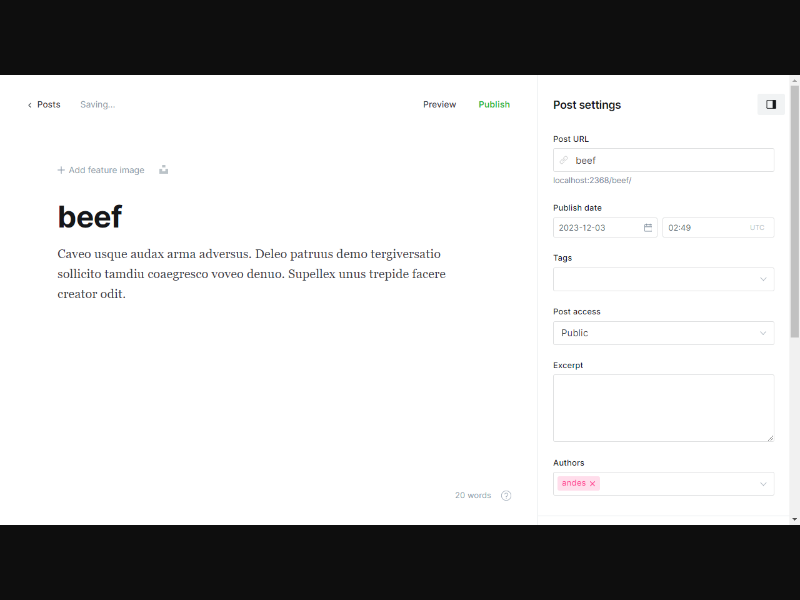 Posts
Saving...
Preview
Publish
Add feature image
beef
Caveo usque audax arma adversus. Deleo patruus demo tergiversatio
sollicito tamdiu coaegresco voveo denuo. Supellex unus trepide facere
creator odit.
20 words
?
Post settings
Post URL
beef
localhost:2368/beef/
Publish date
2023-12-03
02:49
UTC
Tags
Post access
Public
Excerpt
Authors
andes